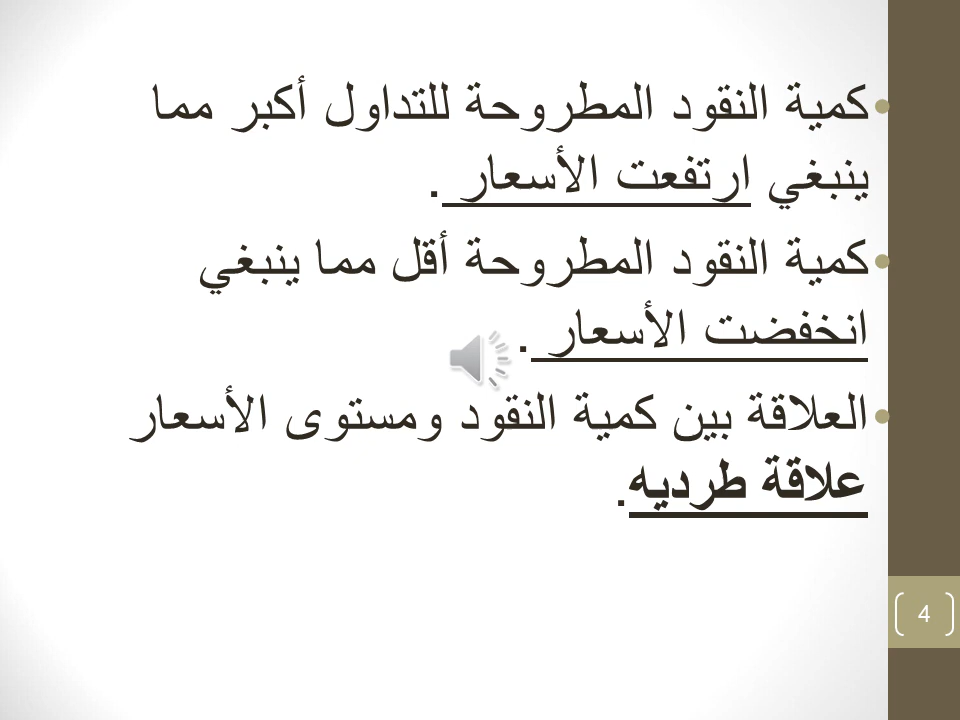 •كمية النقود المطروحة للتداول أكبر مما
ينبغي ارتفعت الأسعار .
•كمية النقود المطروحة أقل مما ينبغي
انخفضت الأسعار .
•العلاقة بين كمية النقود ومستوى الأسعار
علاقة طرديه.
4